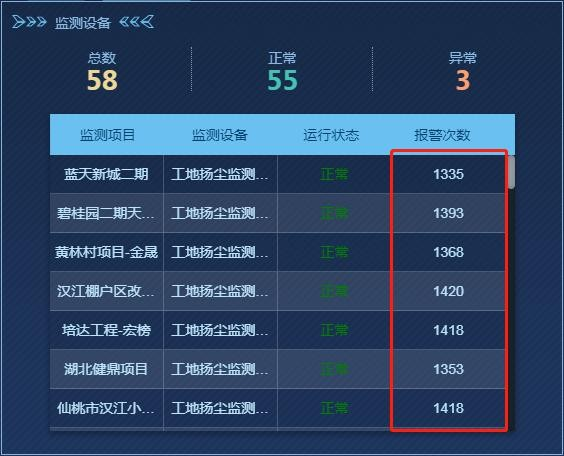 监测设备
总数 正常 异常
58 55 3
监测项目 监测设备 运行状态 报警次数
蓝天新城二期 工地扬尘监测... 正常 1335
碧桂园二期天... 工地扬尘监测... 正常 1393
黄林村项目-金晟 工地扬尘监测... 正常 1368
汉江棚户区改... 工地扬尘监测... 正常 1420
培达工程-宏榜 工地扬尘监测... 正常 1418
湖北健鼎项目 工地扬尘监测... 正常 1353
仙桃市汉江小... 工地扬尘监测... 正常 1418